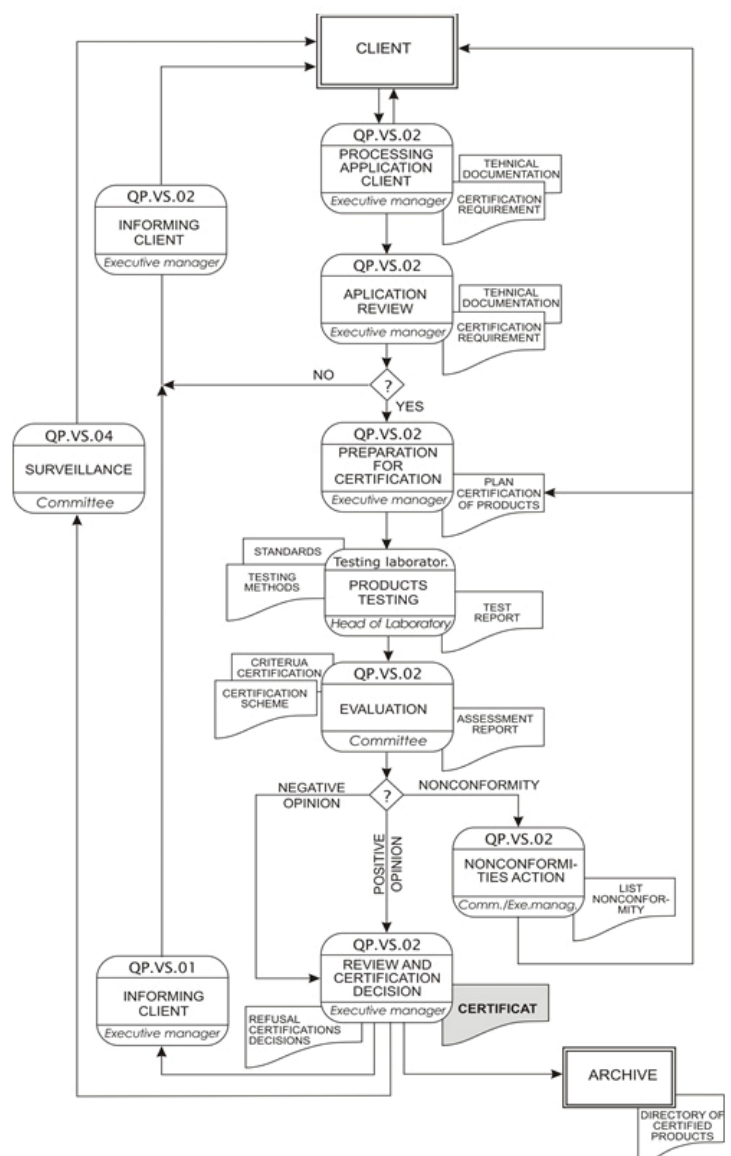 CLIENT
QP.VS.02
PROCESSING
APPLICATION
CLIENT
Executive manager
TEHNICAL
DOCUMENTATION
CERTIFICATION
REQUIREMENT
QP.VS.02
INFORMING
CLIENT
Executive manager
QP.VS.02
APLICATION
REVIEW
Executive manager
TEHNICAL
DOCUMENTATION
CERTIFICATION
REQUIREMENT
NO
?
YES
QP.VS.04
SURVEILLANCE
Committee
QP.VS.02
PREPARATION
FOR
CERTIFICATION
Executive manager
PLAN
CERTIFICATION
OF PRODUCTS
STANDARDS
TESTING
METHODS
Testing laborator.
PRODUCTS
TESTING
Head of Laboratory
TEST
REPORT
CRITERUA
CERTIFICATION
CERTIFICATION
SCHEME
QP.VS.02
EVALUATION
Committee
ASSESSMENT
REPORT
NEGATIVE
OPINION
?
NONCONFORMITY
POSITIVE
OPINION
QP.VS.02
NONCONFORMI-
TIES ACTION
Comm./Exe.manag.
LIST
NONCONFOR-
MITY
QP.VS.01
INFORMING
CLIENT
Executive manager
QP.VS.02
REVIEW AND
CERTIFICATION
DECISION
Executive manager
REFUSAL
CERTIFICATIONS
DECISIONS
CERTIFICAT
ARCHIVE
DIRECTORY OF
CERTIFIED
PRODUCTS